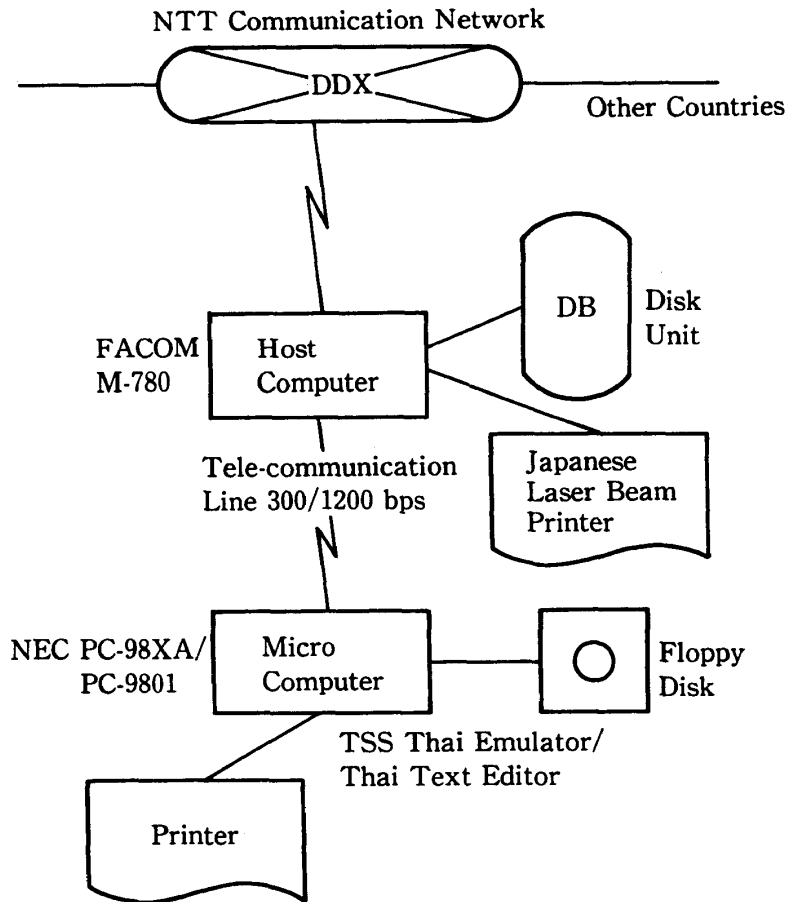 NTT Communication Network
DDX
Other Countries
DB
Disk
Unit
FACOM
M-780
Host
Computer
Tele-communication
Line 300/1200 bps
Japanese
Laser Beam
Printer
NEC PC-98XA/
PC-9801
Micro
Computer
Floppy
Disk
TSS Thai Emulator/
Thai Text Editor
Printer